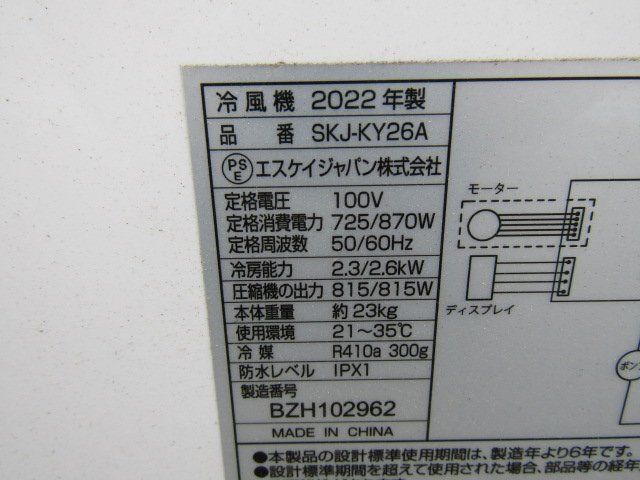 冷風機 2022年製
品番 SKJ-KY26A
PS E エスケイジャパン株式会社
定格電圧 100V
定格消費電力 725/870W
定格周波数 50/60Hz
冷房能力 2.3/2.6kW
圧縮機の出力 815/815W
本体重量 約23kg
使用環境 21～35℃
冷媒 R410a 300g
防水レベル IPX1
製造番号
BZH102962
MADE IN CHINA
モーター
ディスプレイ
ポン
●本製品の設計標準使用期間は、製造年より6年です。
●設計標準期間を超えて使用された場合、部品等の経年